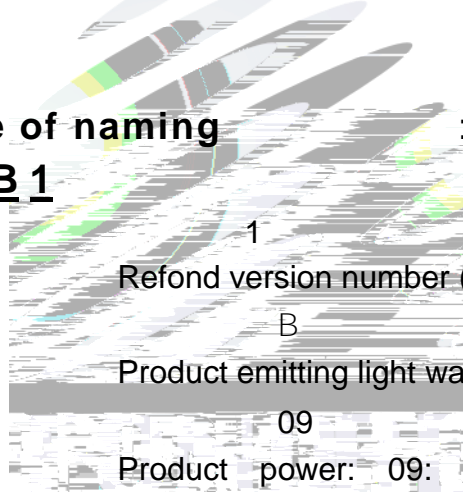 e of naming :
B 1
1
Refond version number (
B
Product emitting light wa
09
Product power: 09: